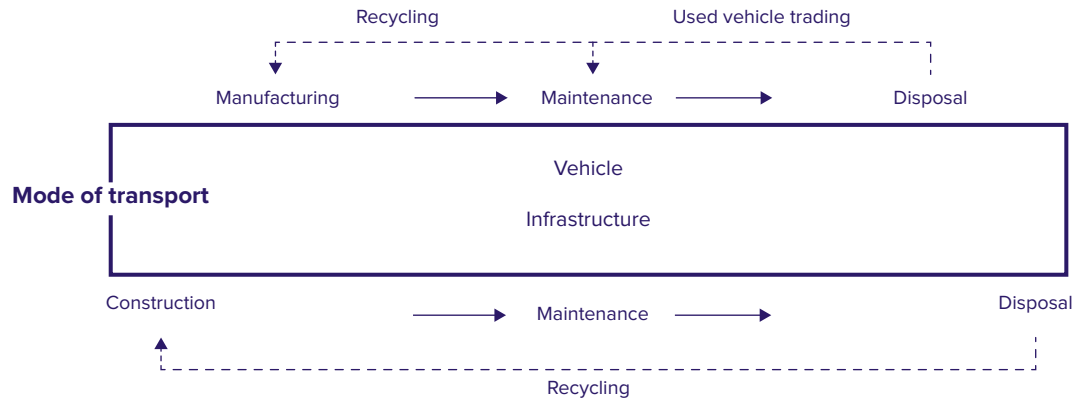 Recycling Used vehicle trading
Manufacturing Maintenance Disposal
Vehicle
Mode of transport
Infrastructure
Construction Maintenance Disposal
Recycling